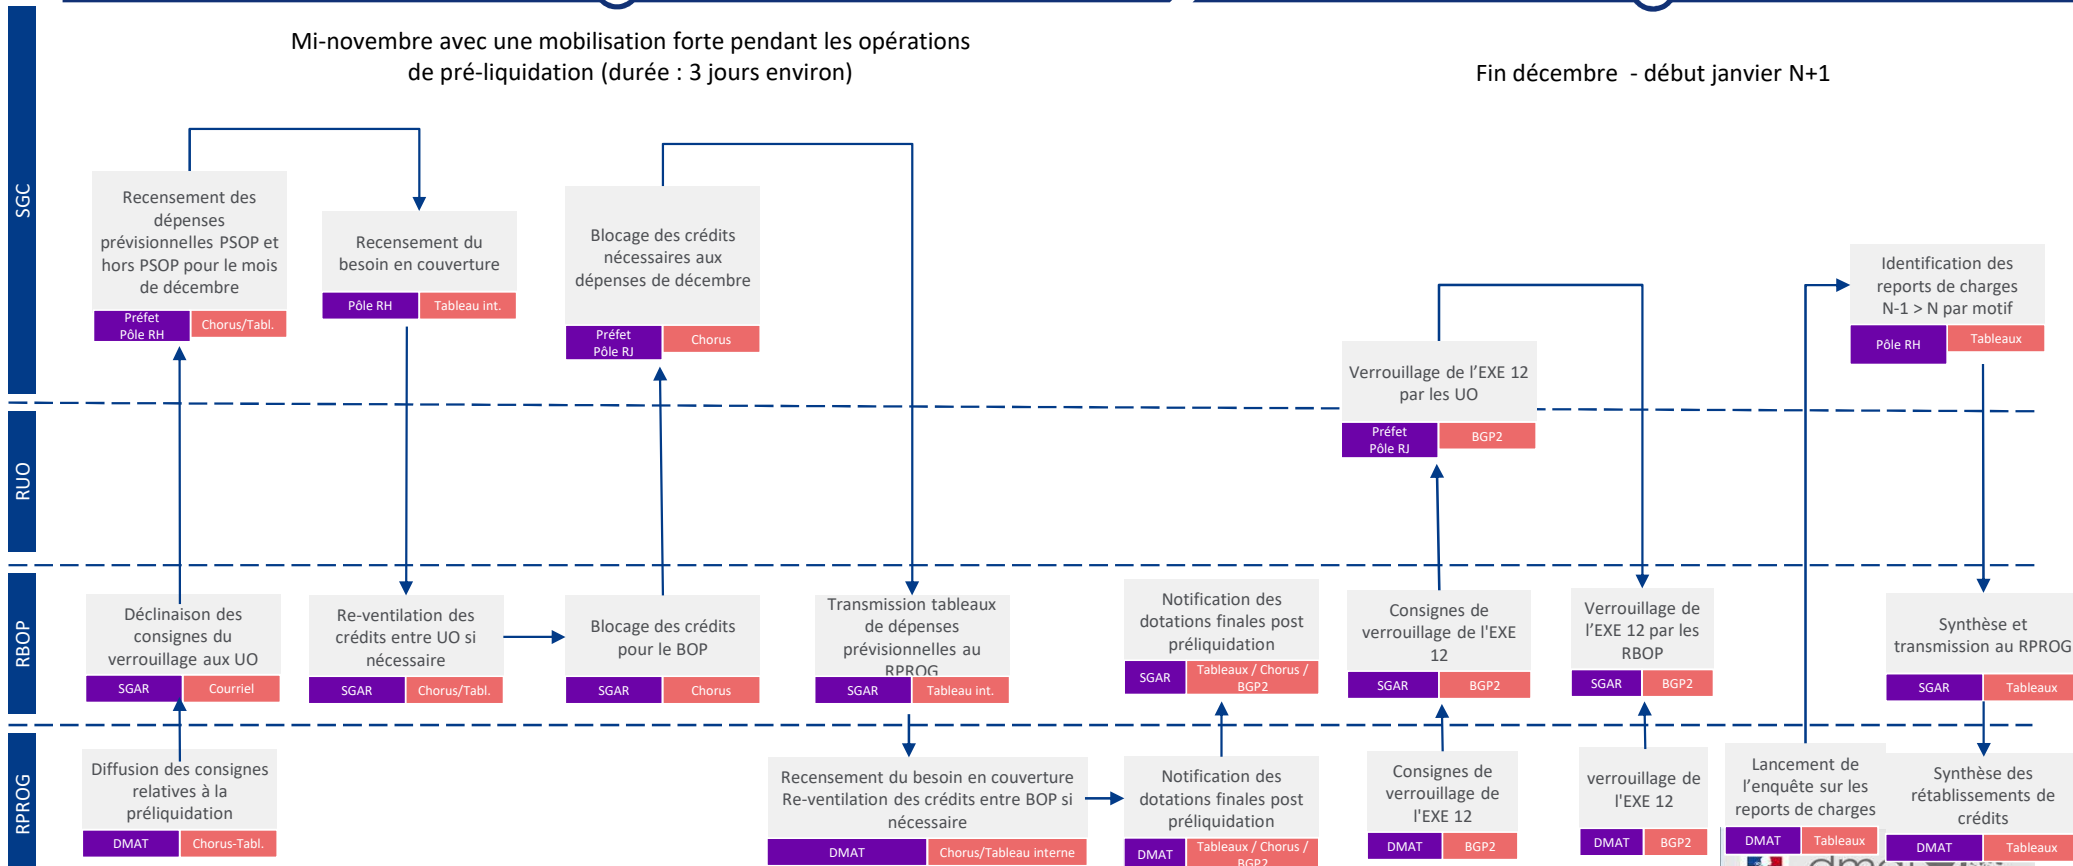 Mi-novembre avec une mobilisation forte pendant les opérations
de pré-liquidation (durée : 3 jours environ)
Fin décembre - début janvier N+1
SGC
Recensement des
dépenses
prévisionnelles PSOP et
hors PSOP pour le mois
de décembre
Préfet
Pôle RH
Chorus/Tabl.
Recensement du
besoin en couverture
Pôle RH
Tableau int.
Blocage des crédits
nécessaires aux
dépenses de décembre
Préfet
Pôle RJ
Chorus
Verrouillage de l'EXE 12
par les UO
Préfet
Pôle RJ
BGP2
Identification des
reports de charges
N-1 > N par motif
Pôle RH
Tableaux
RUO
RBOP
Déclinaison des
consignes du
verrouillage aux UO
SGAR
Courriel
Re-ventilation des
crédits entre UO si
nécessaire
SGAR
Chorus/Tabl.
Blocage des crédits
pour le BOP
SGAR
Chorus
Transmission tableaux
de dépenses
prévisionnelles au
RPROG
SGAR
Tableau int.
Notification des
dotations finales post
préliquidation
SGAR
Tableaux / Chorus /
BGP2
Consignes de
verrouillage de l'EXE
12
SGAR
BGP2
Verrouillage de
l'EXE 12 par les
RBOP
SGAR
BGP2
Synthèse et
transmission au RPROG
SGAR
Tableaux
RPROG
Diffusion des consignes
relatives à la
préliquidation
DMAT
Chorus-Tabl.
Recensement du besoin en couverture
Re-ventilation des crédits entre BOP si
nécessaire
DMAT
Chorus/Tableau interne
Notification des
dotations finales post
préliquidation
DMAT
Tableaux / Chorus /
BGP2
Consignes de
verrouillage de
l'EXE 12
DMAT
BGP2
verrouillage de
l'EXE 12
DMAT
BGP2
Lancement de
l'enquête sur les
reports de charges
DMAT
Tableaux
Synthèse des
rétablissements de
crédits
DMAT
Tableaux